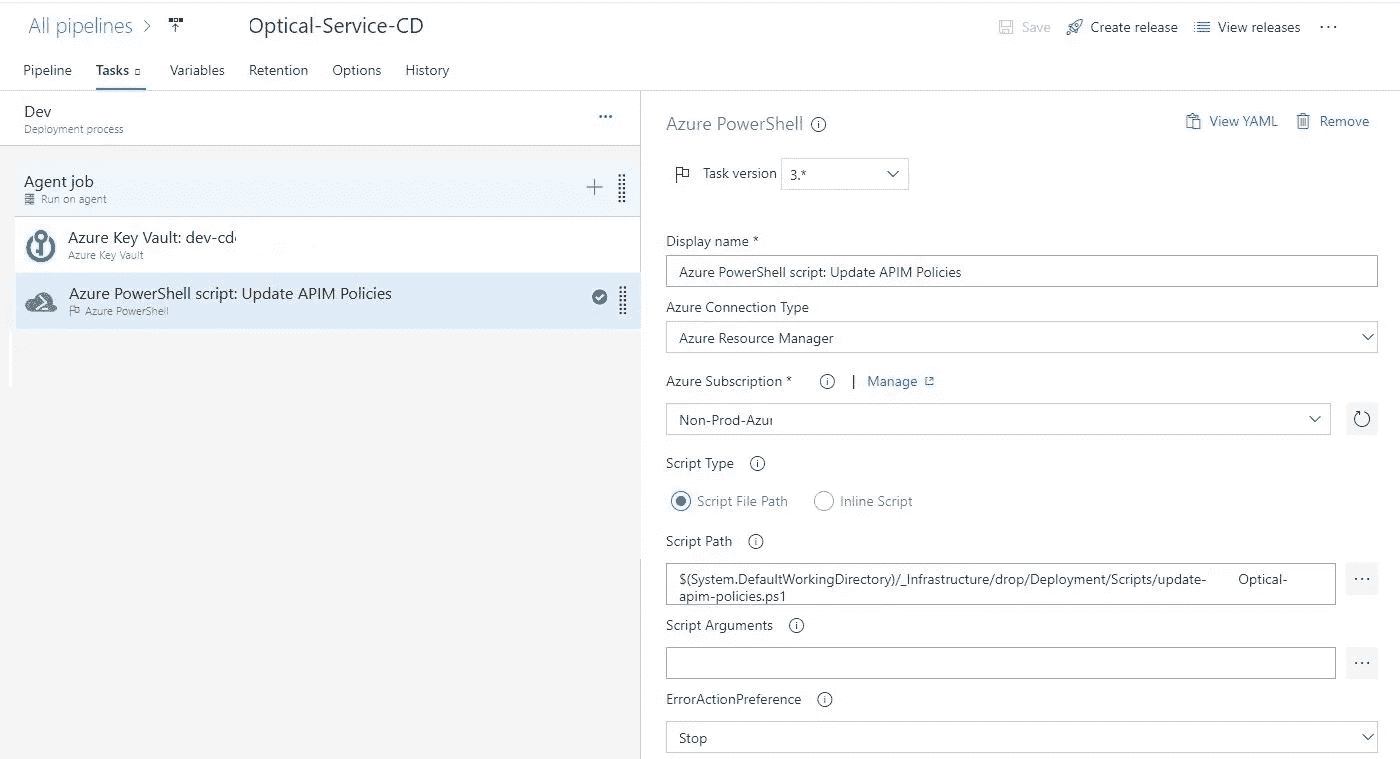 All pipelines > Optical-Service-CD
Save Create release View releases ...
Pipeline Tasks Variables Retention Options History
Dev
Deployment process
Agent job
Run on agent
Azure Key Vault: dev-cd
Azure Key Vault
Azure PowerShell script: Update APIM Policies
Azure PowerShell
Azure PowerShell
View YAML Remove
Task version 3.*
Display name *
Azure PowerShell script: Update APIM Policies
Azure Connection Type
Azure Resource Manager
Azure Subscription * | Manage
Non-Prod-Azur
Script Type
Script File Path Inline Script
Script Path
$(System.DefaultWorkingDirectory)/_Infrastructure/drop/Deployment/Scripts/update- Optical-
apim-policies.ps1
Script Arguments
ErrorActionPreference
Stop